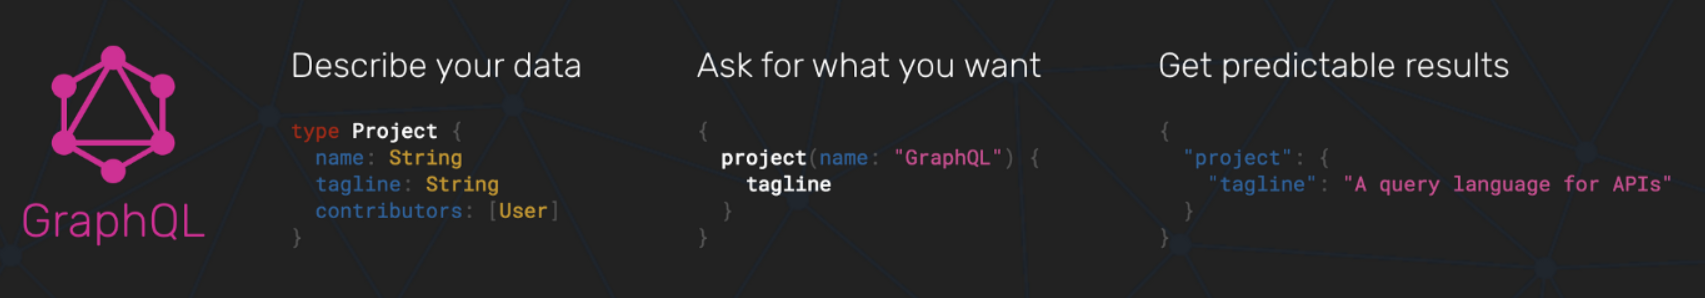 GraphQL
Describe your data
type Project {
  name: String
  tagline: String
  contributors: [User]
}
Ask for what you want
{
  project(name: "GraphQL") {
    tagline
  }
}
Get predictable results
{
  "project": {
    "tagline": "A query language for APIs"
  }
}